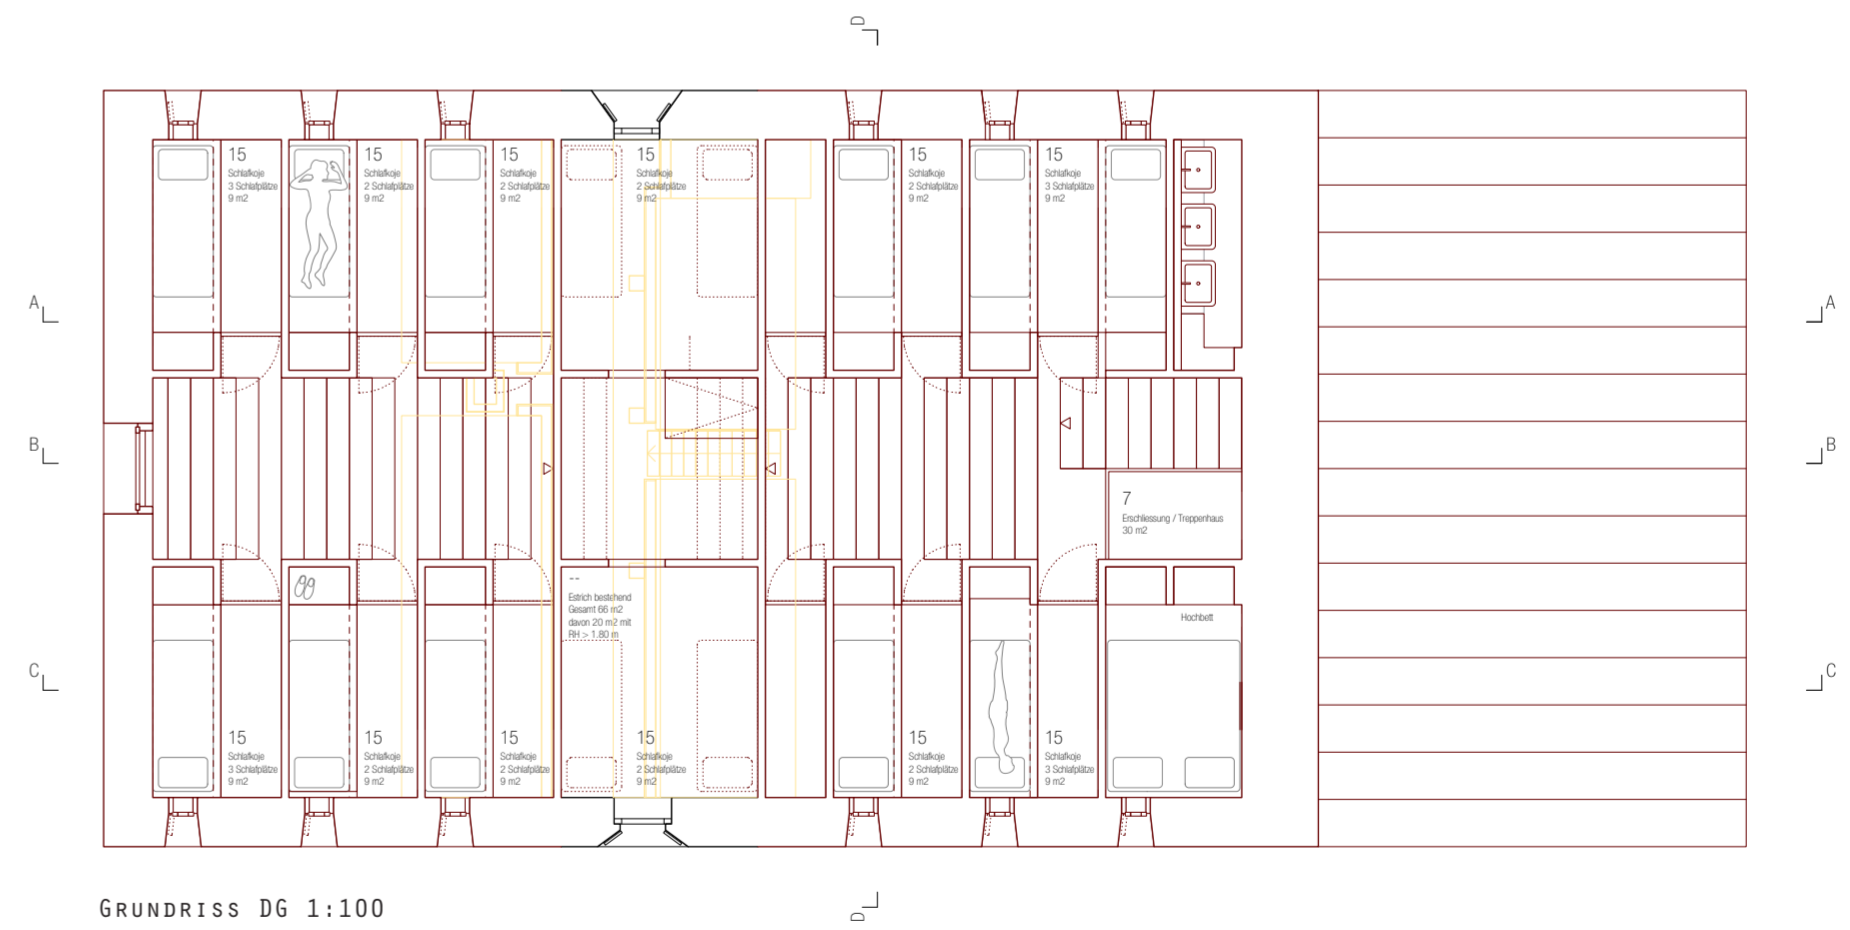 D
15
Schlafkoje
3 Schlafplätze
9 m2
15
Schlafkoje
2 Schlafplätze
9 m2
15
Schlafkoje
2 Schlafplätze
9 m2
15
Schlafkoje
2 Schlafplätze
9 m2
15
Schlafkoje
2 Schlafplätze
9 m2
15
Schlafkoje
3 Schlafplätze
9 m2
A
A
B
B
7
Erschliessung / Treppenhaus
30 m2
--
Estrich bestehend
Gesamt 66 m2
davon 20 m2 mit
RH > 1.80 m
Hochbett
C
C
15
Schlafkoje
3 Schlafplätze
9 m2
15
Schlafkoje
2 Schlafplätze
9 m2
15
Schlafkoje
2 Schlafplätze
9 m2
15
Schlafkoje
2 Schlafplätze
9 m2
15
Schlafkoje
2 Schlafplätze
9 m2
15
Schlafkoje
3 Schlafplätze
9 m2
GRUNDRISS DG 1:100
D